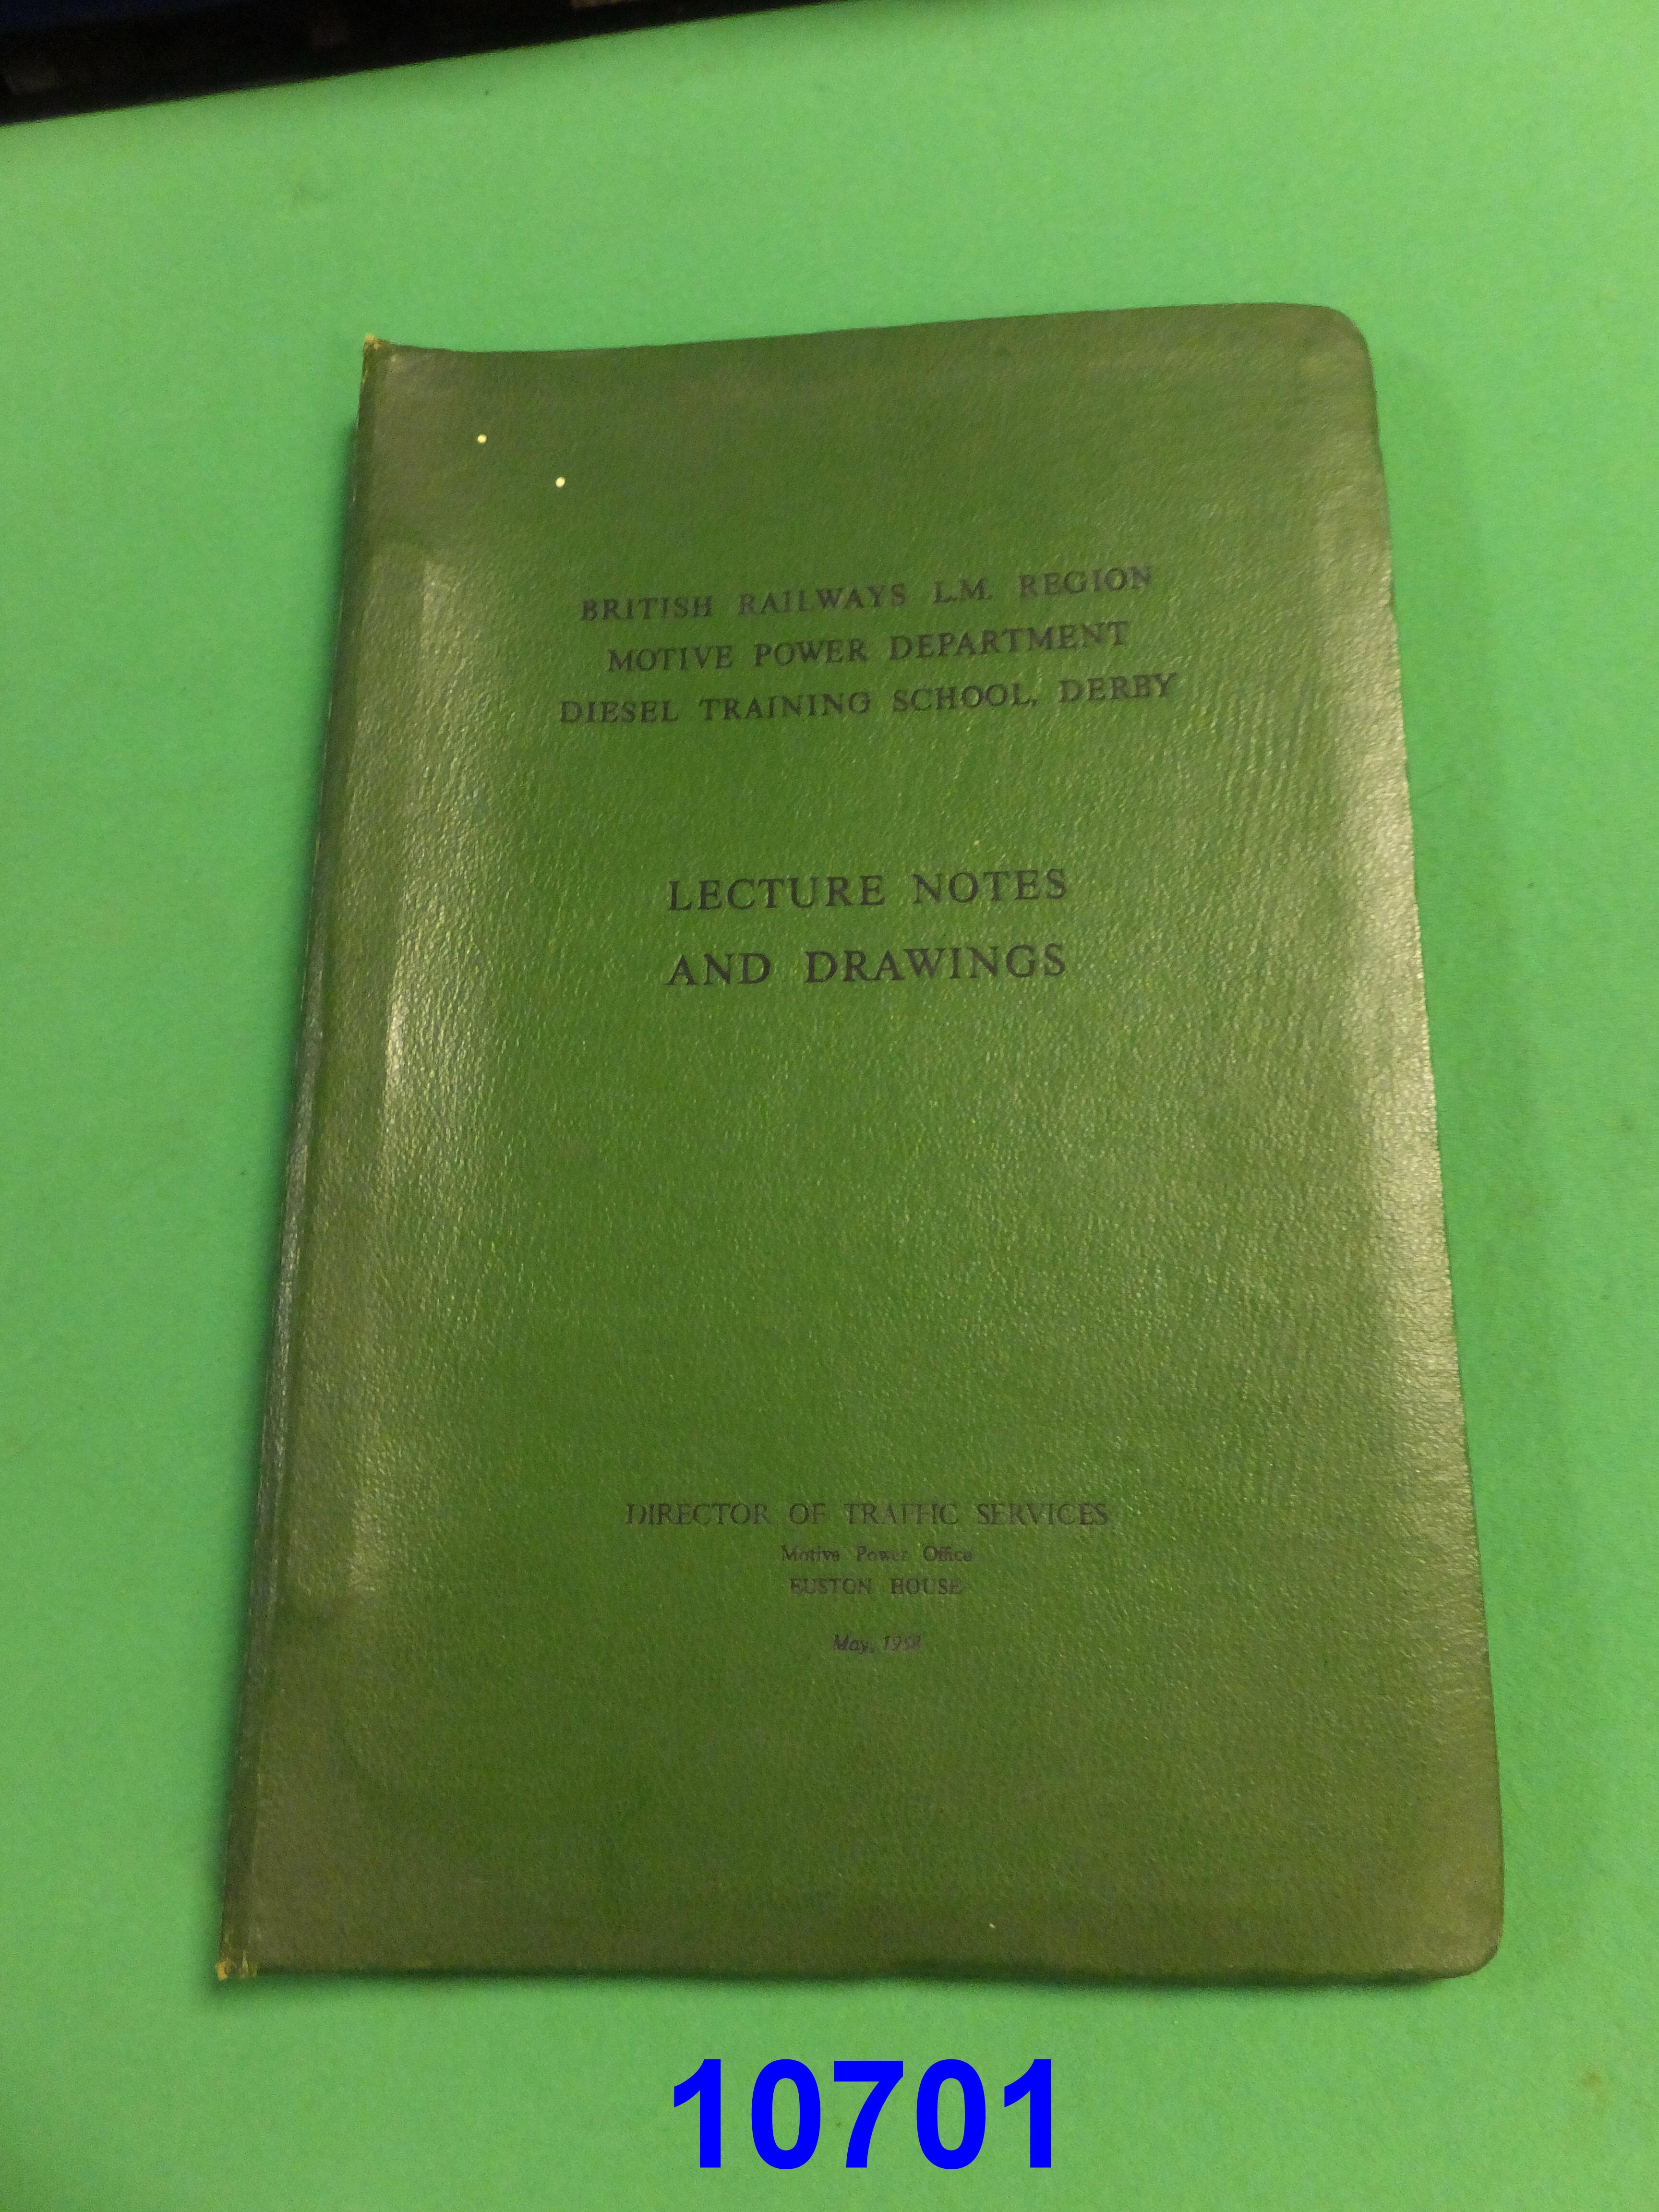 BRITISH RAILWAYS L.M. REGION
MOTIVE POWER DEPARTMENT
DIESEL TRAINING SCHOOL, DERBY
LECTURE NOTES
AND DRAWINGS
DIRECTOR OF TRAFFIC SERVICES
Motive Power Office
EUSTON HOUSE
May,
10701